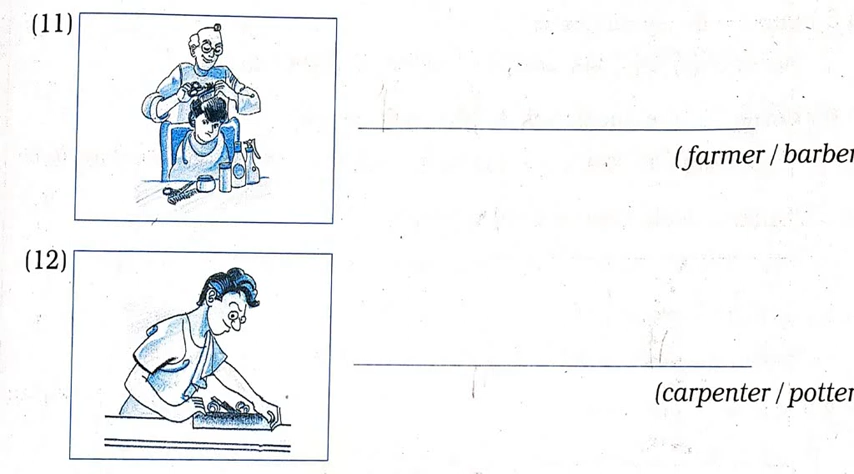 (11)
(farmer / barber
(12)
(carpenter / potter